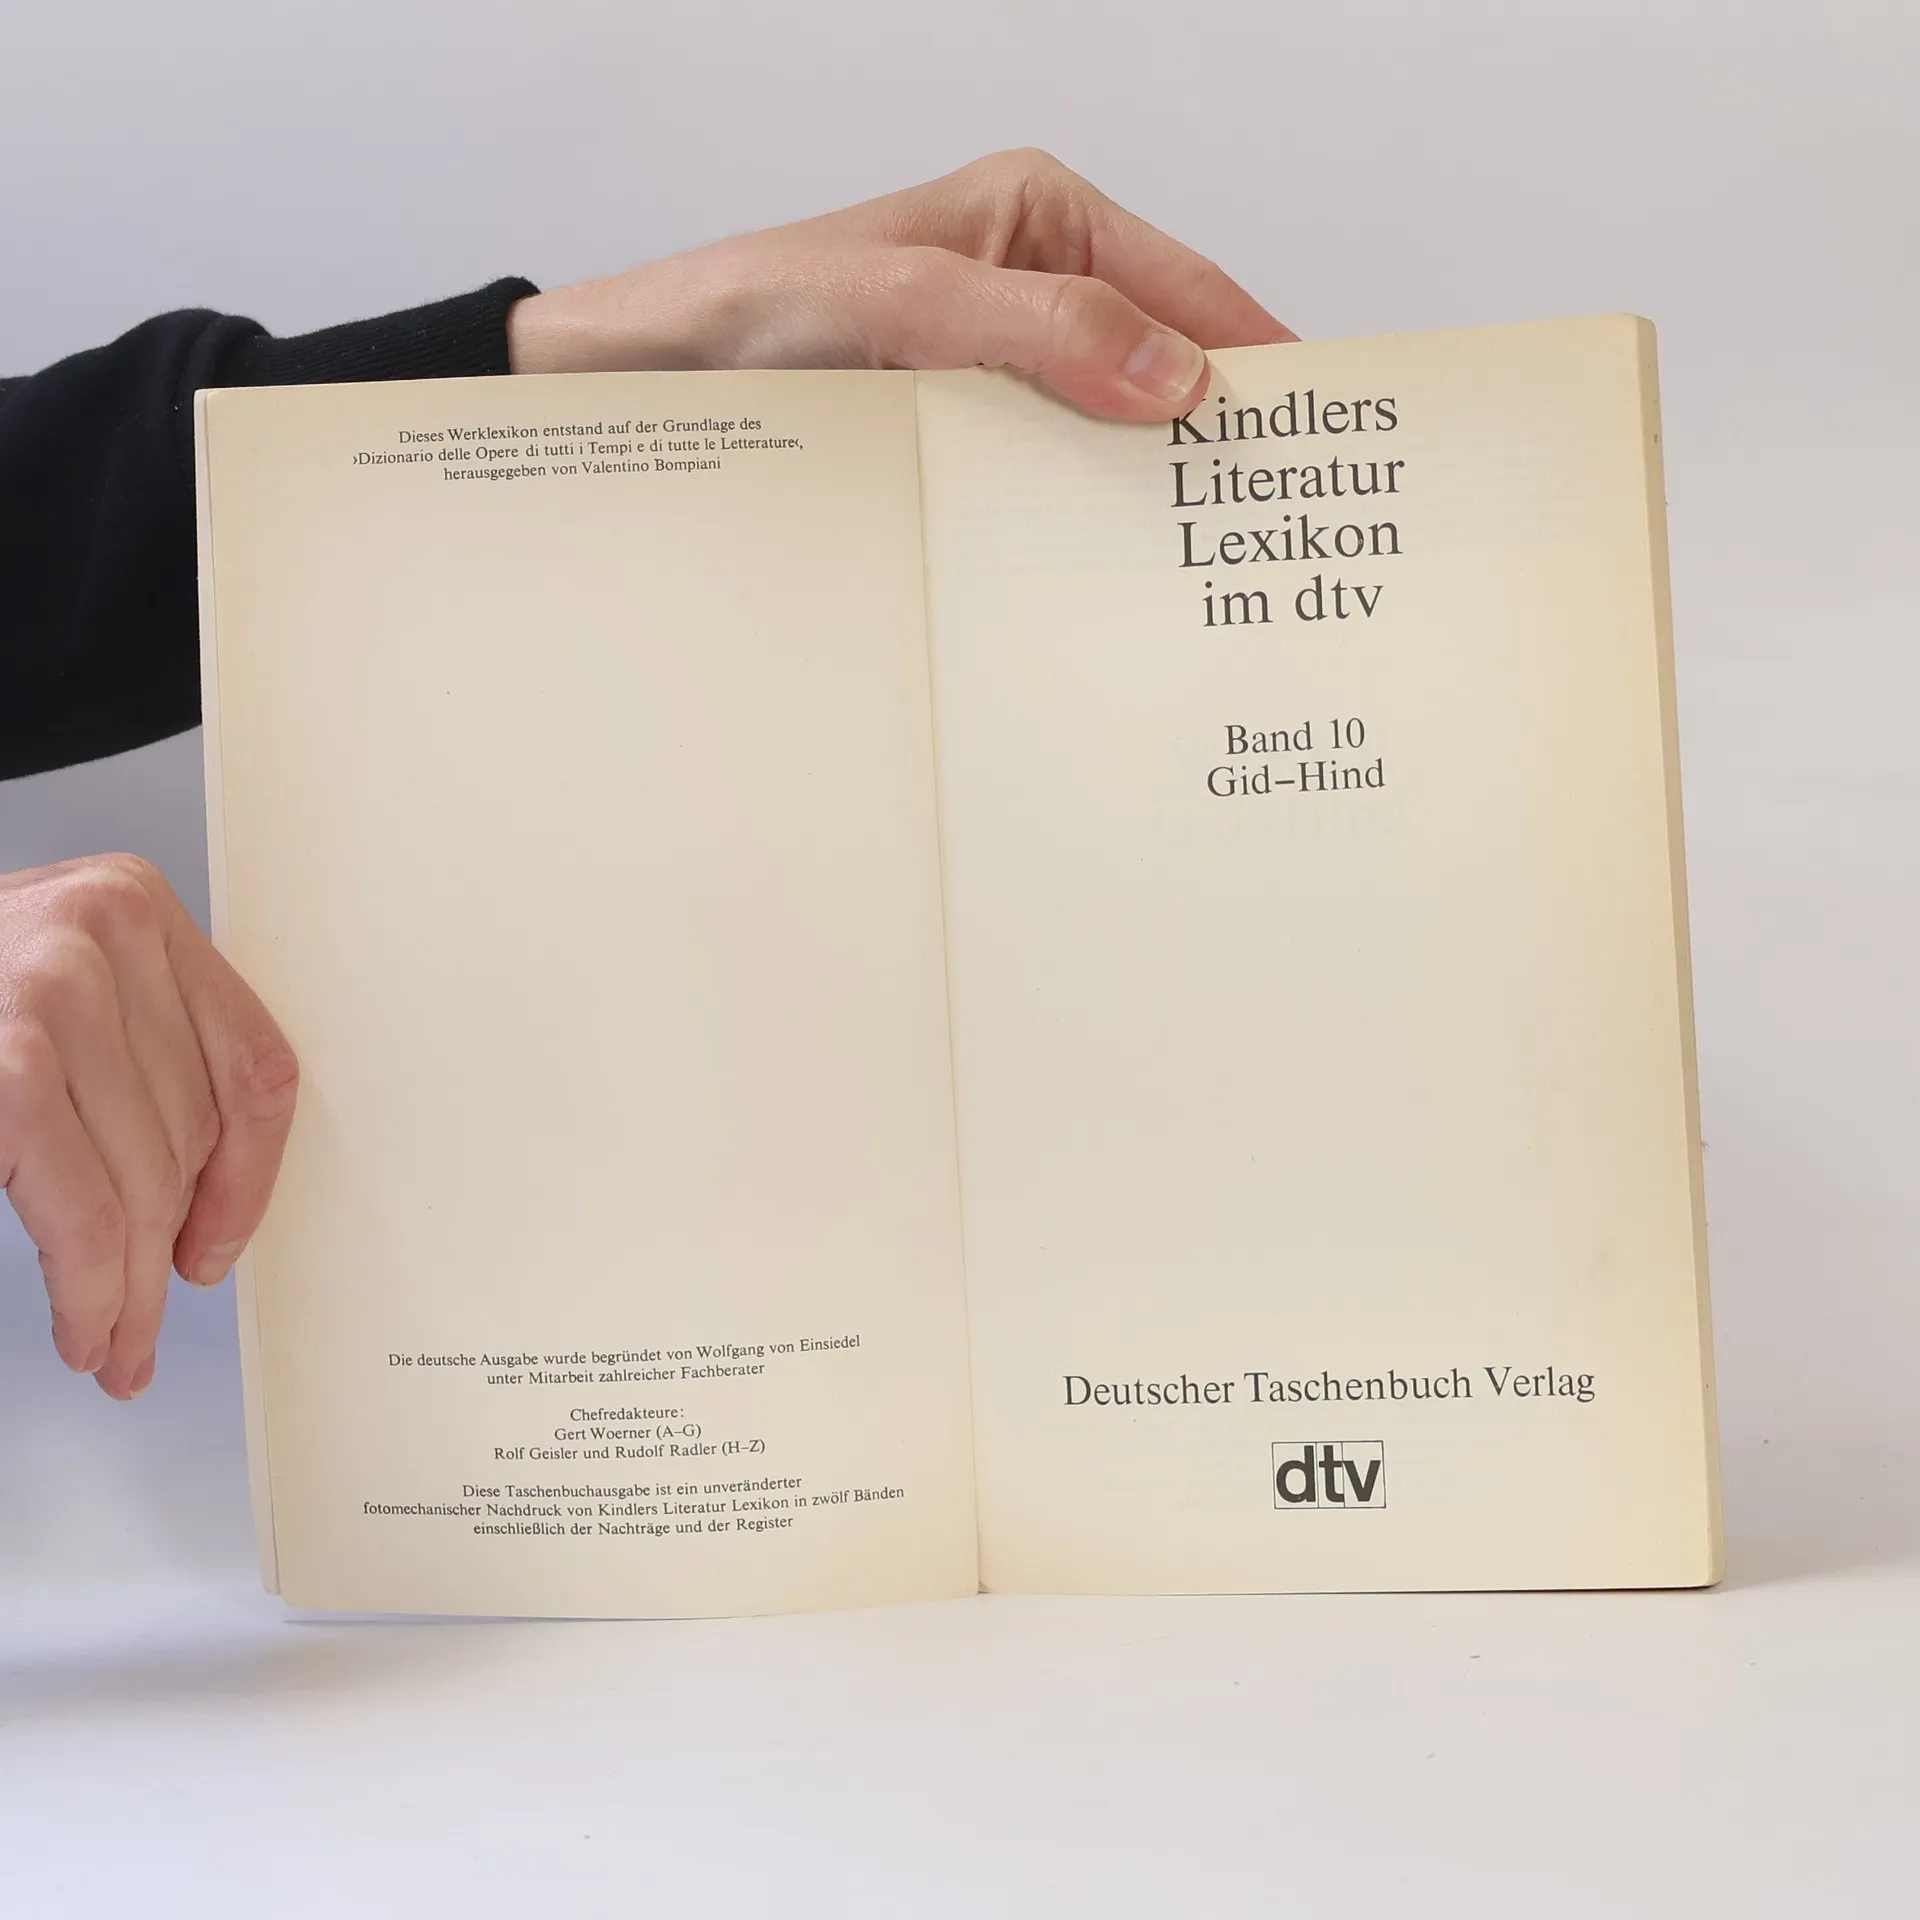 Dieses Werklexikon entstand auf der Grundlage des
›Dizionario delle Opere di tutti i Tempi e di tutte le Letterature‹,
herausgegeben von Valentino Bompiani
Die deutsche Ausgabe wurde begründet von Wolfgang von Einsiedel
unter Mitarbeit zahlreicher Fachberater
Chefredakteure:
Gert Woerner (A–G)
Rolf Geisler und Rudolf Radler (H–Z)
Diese Taschenbuchausgabe ist ein unveränderter
fotomechanischer Nachdruck von Kindlers Literatur Lexikon in zwölf Bänden
einschließlich der Nachträge und der Register
Kindlers
Literatur
Lexikon
im dtv
Band 10
Gid–Hind
Deutscher Taschenbuch Verlag
dtv